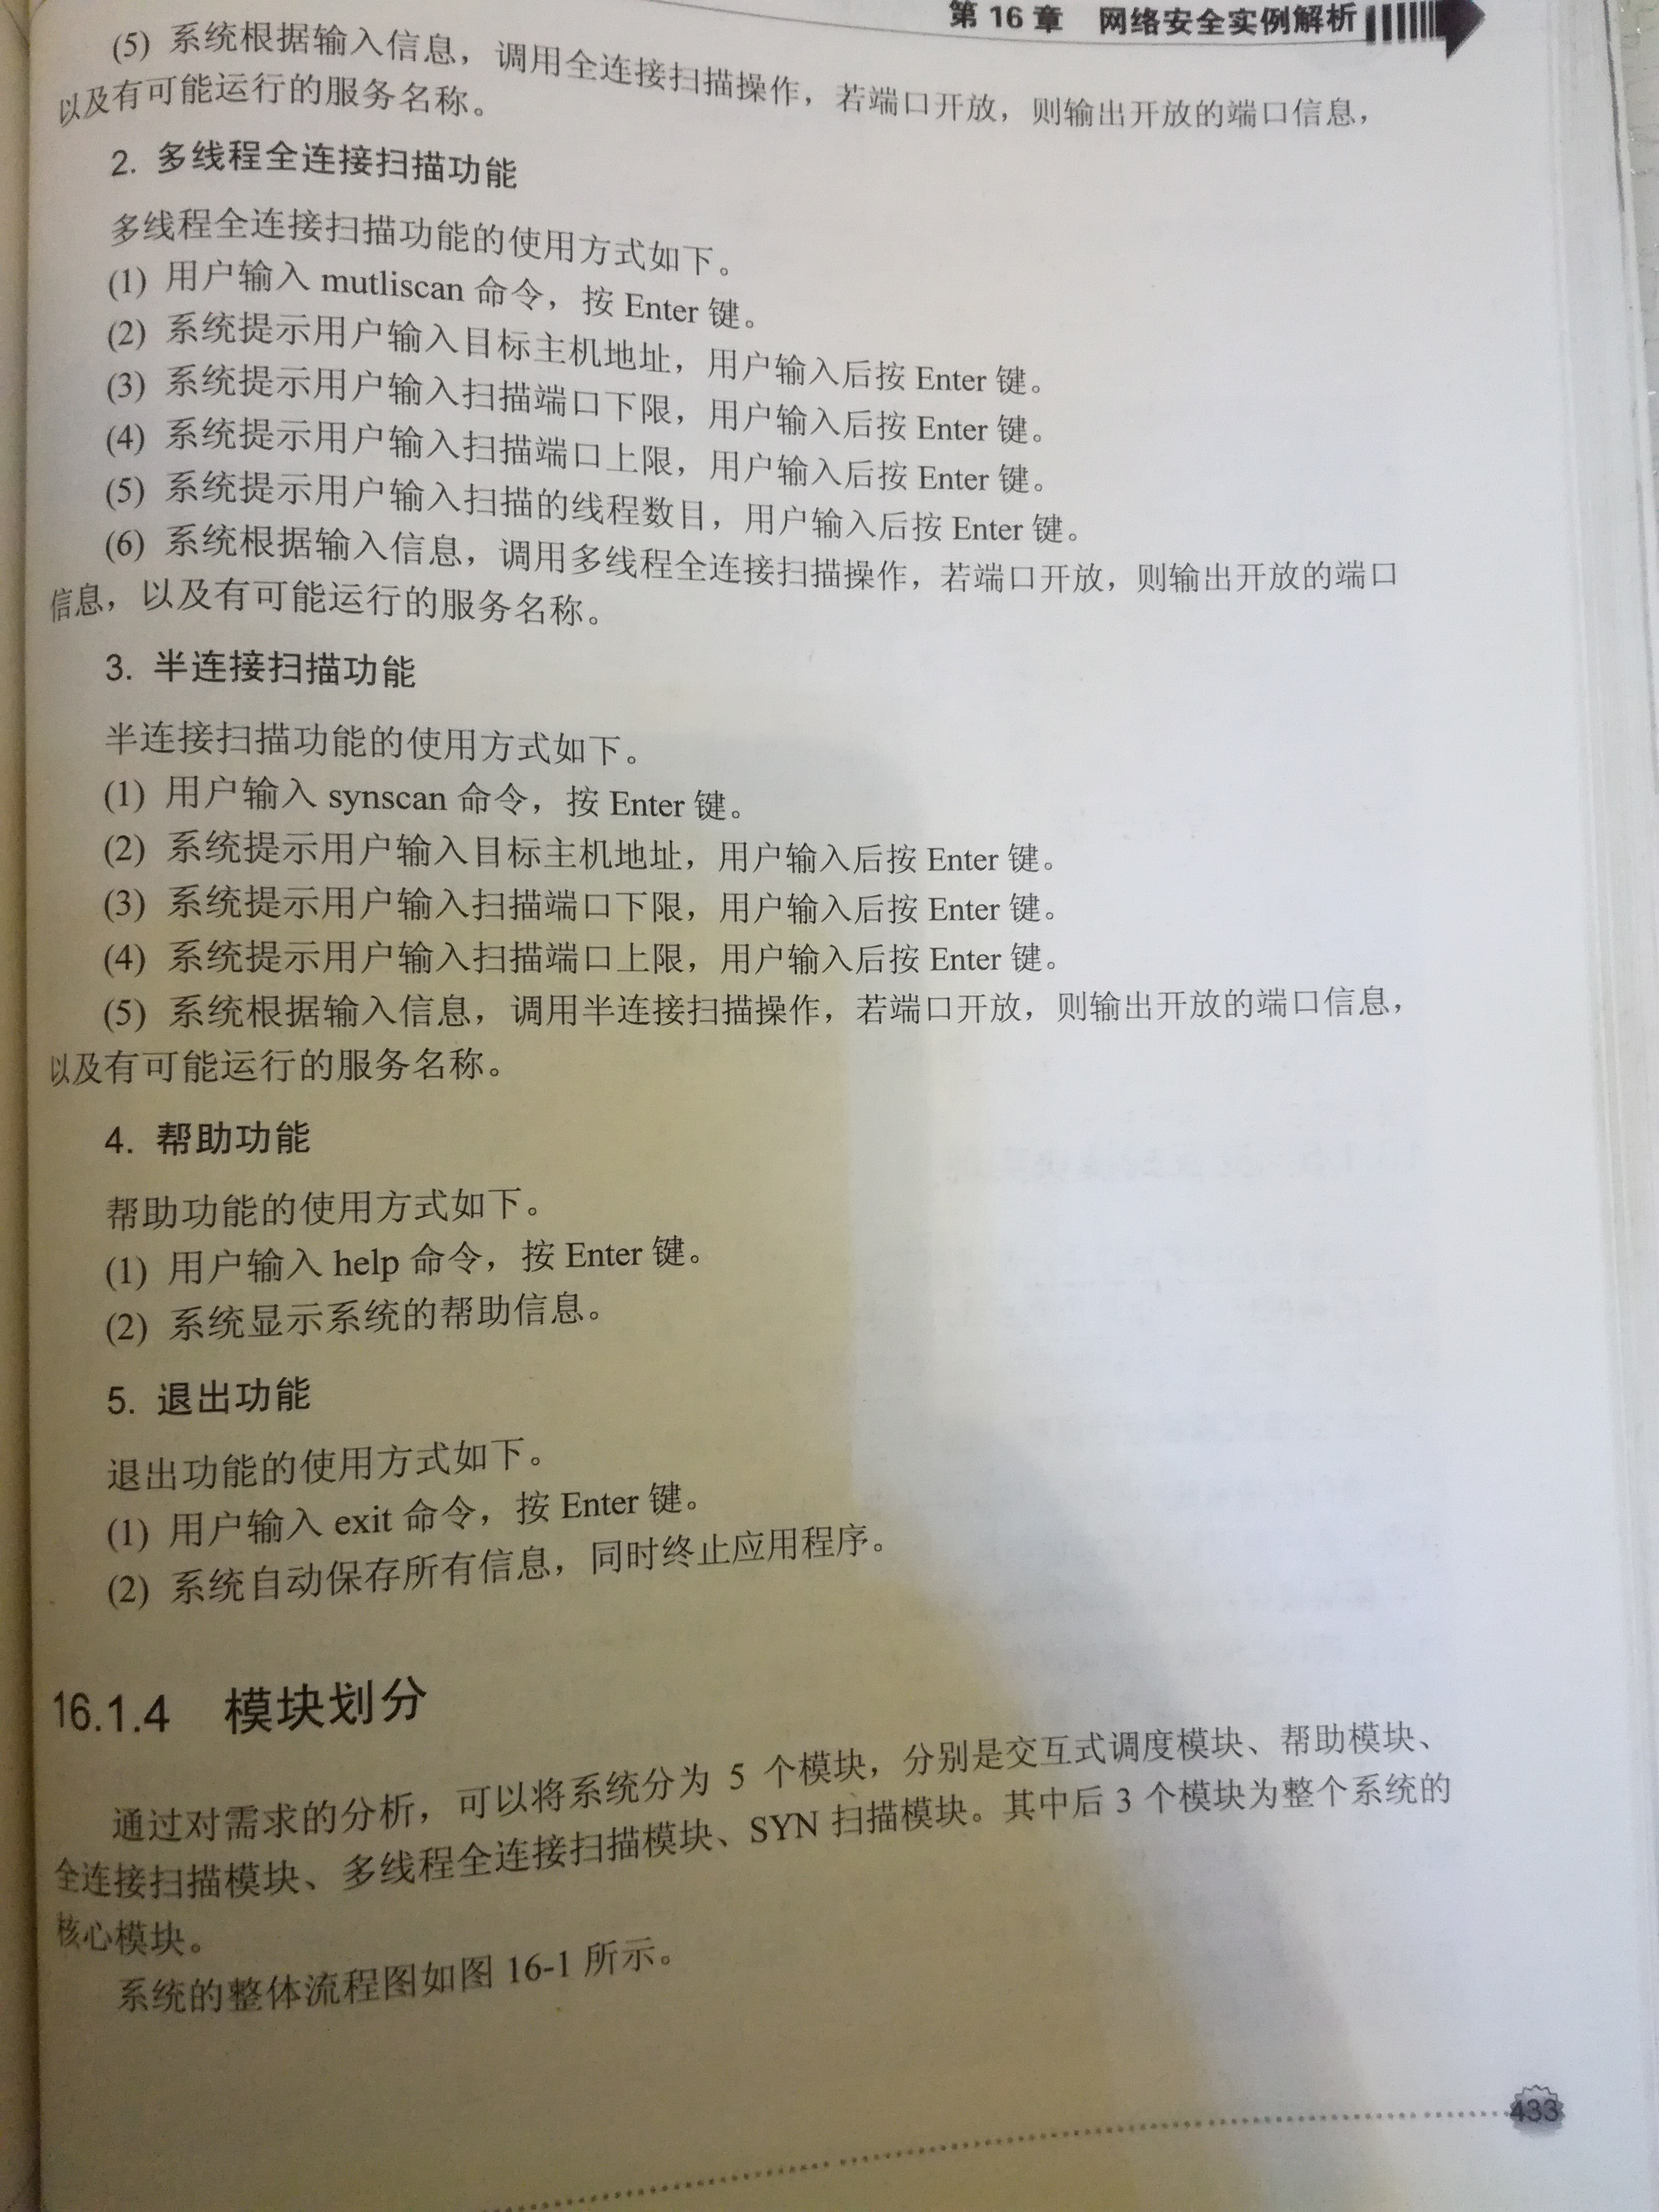 第 16 章 网络安全实例解析
(5) 系统根据输入信息，调用全连接扫描操作，若端口开放，则输出开放的端口信息，
以及有可能运行的服务名称。
2. 多线程全连接扫描功能
多线程全连接扫描功能的使用方式如下。
(1) 用户输入 mutliscan 命令，按 Enter 键。
(2) 系统提示用户输入目标主机地址，用户输入后按 Enter 键。
(3) 系统提示用户输入扫描端口下限，用户输入后按 Enter 键。
(4) 系统提示用户输入扫描端口上限，用户输入后按 Enter 键。
(5) 系统提示用户输入扫描的线程数目，用户输入后按 Enter 键。
(6) 系统根据输入信息，调用多线程全连接扫描操作，若端口开放，则输出开放的端口
信息，以及有可能运行的服务名称。
3. 半连接扫描功能
半连接扫描功能的使用方式如下。
(1) 用户输入 synscan 命令，按 Enter 键。
(2) 系统提示用户输入目标主机地址，用户输入后按 Enter 键。
(3) 系统提示用户输入扫描端口下限，用户输入后按 Enter 键。
(4) 系统提示用户输入扫描端口上限，用户输入后按 Enter 键。
(5) 系统根据输入信息，调用半连接扫描操作，若端口开放，则输出开放的端口信息，
以及有可能运行的服务名称。
4. 帮助功能
帮助功能的使用方式如下。
(1) 用户输入 help 命令，按 Enter 键。
(2) 系统显示系统的帮助信息。
5. 退出功能
退出功能的使用方式如下。
(1) 用户输入 exit 命令，按 Enter 键。
(2) 系统自动保存所有信息，同时终止应用程序。
16.1.4 模块划分
通过对需求的分析，可以将系统分为 5 个模块，分别是交互式调度模块、帮助模块、
全连接扫描模块、多线程全连接扫描模块、SYN 扫描模块。其中后 3 个模块为整个系统的
核心模块。
系统的整体流程图如图 16-1 所示。
433